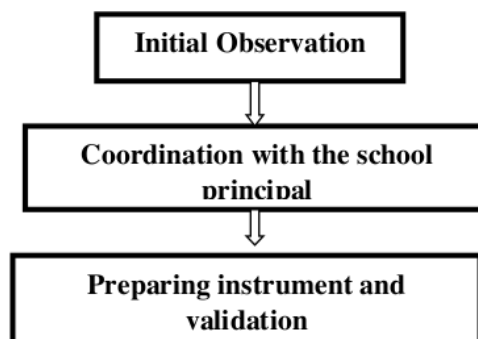 Initial Observation
Coordination with the school
principal
Preparing instrument and
validation